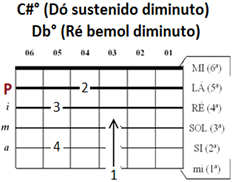 C#° (Dó sustenido diminuto)
Db° (Ré bemol diminuto)
06 05 04 03 02 01
MI (6ª)
P 2 LÁ (5ª)
i 3 RÉ (4ª)
m SOL (3ª)
a 4 SI (2ª)
1 mi (1ª)